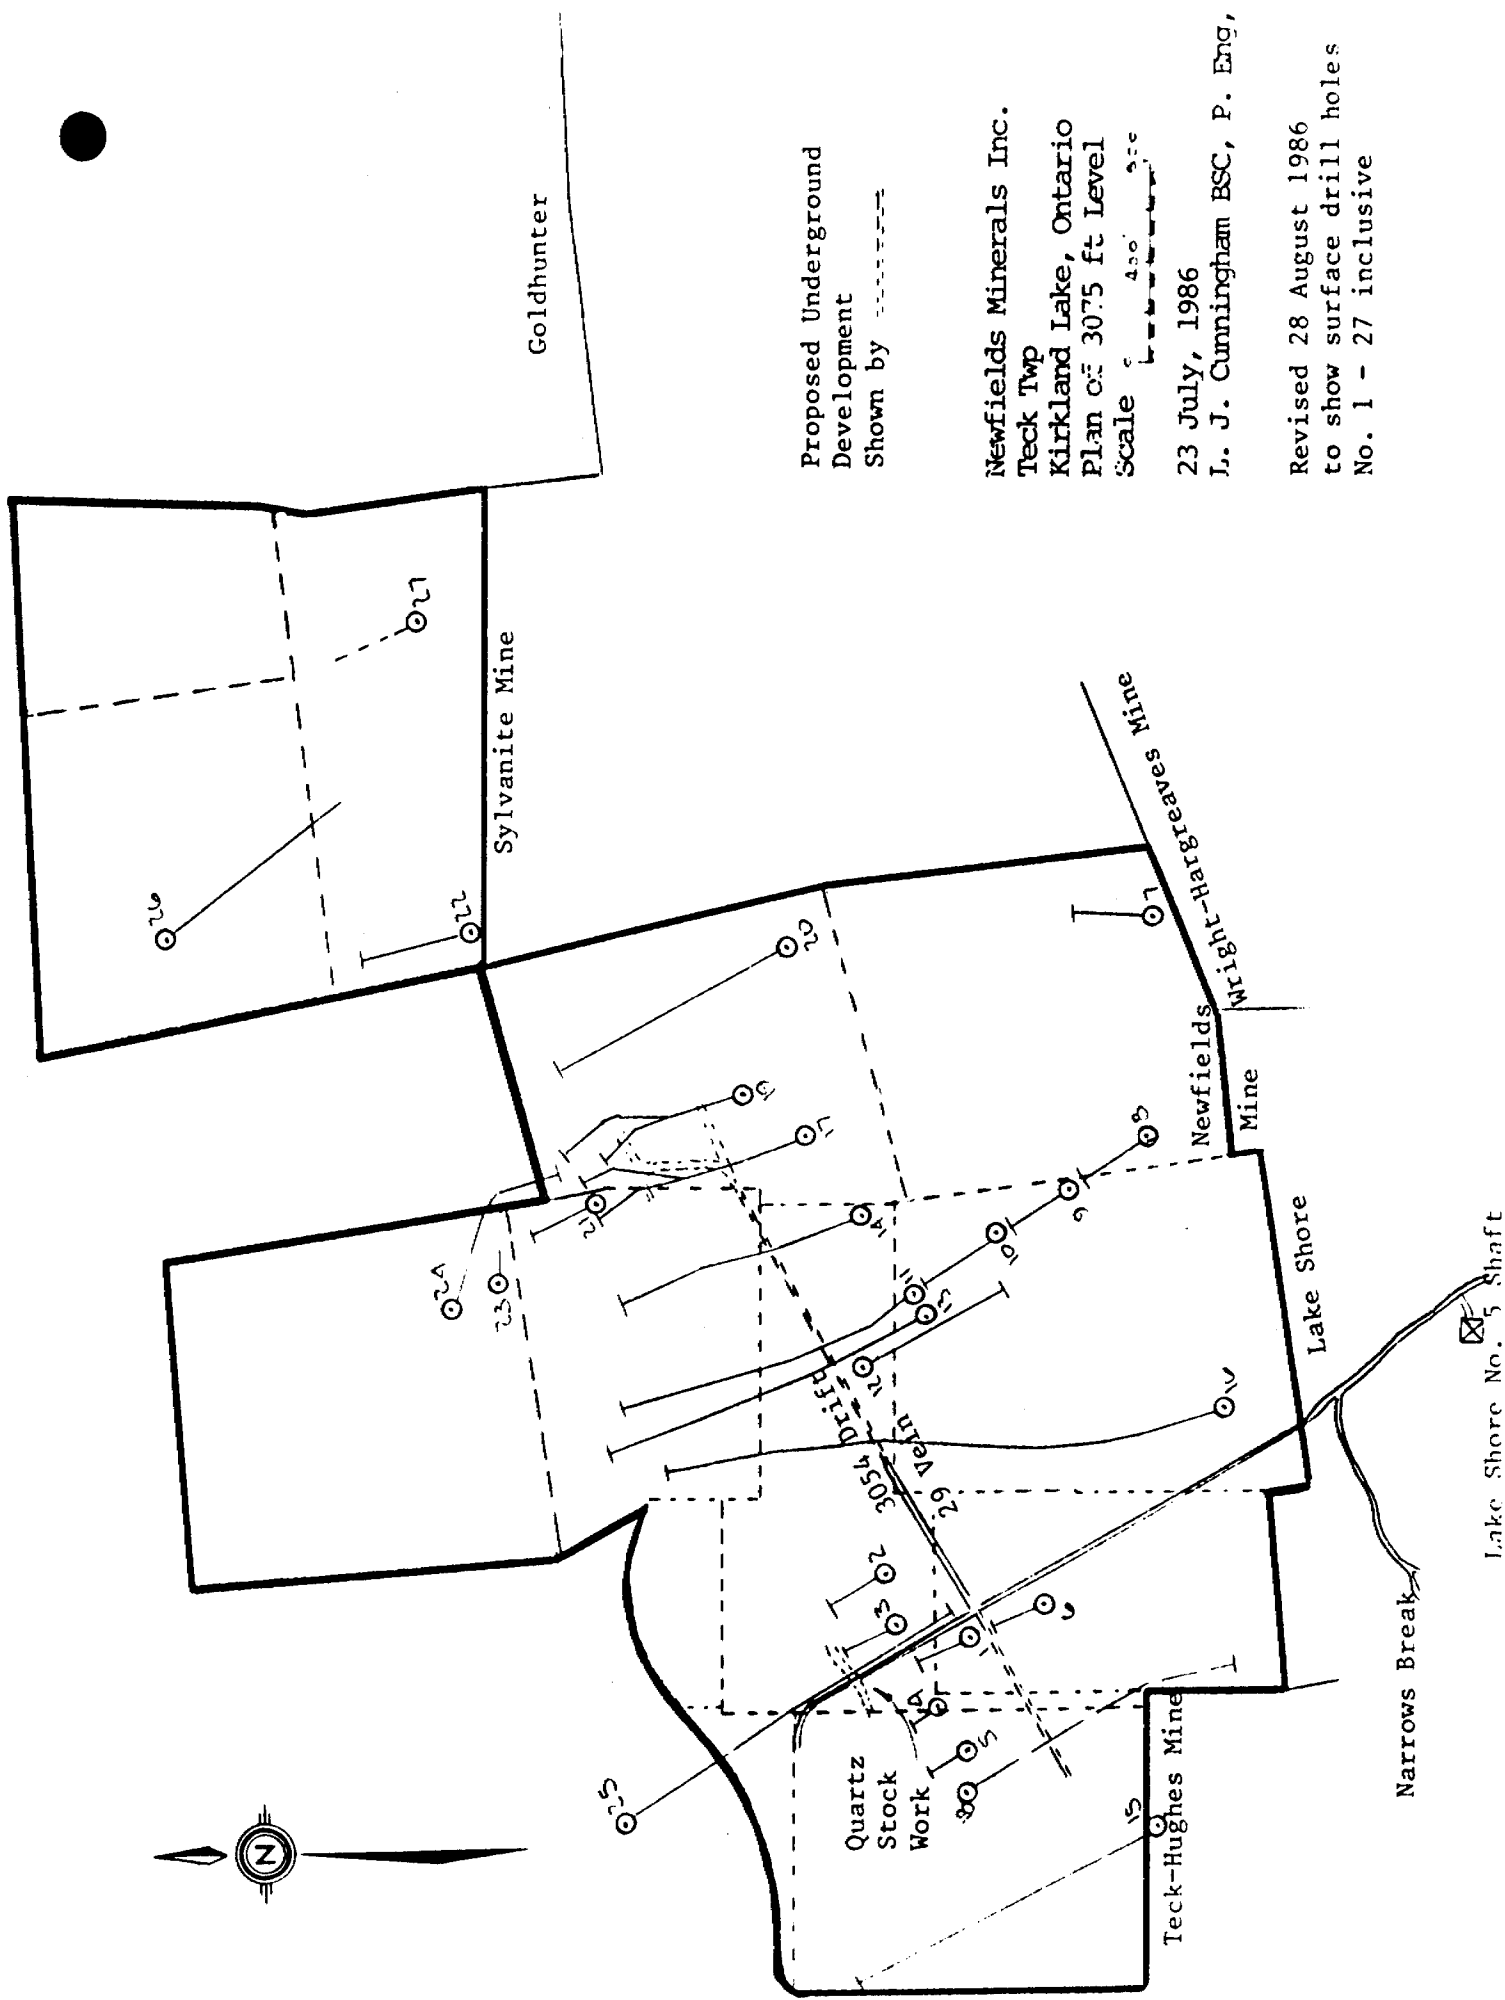 N
25
24
23
26
27
22
Goldhunter
Sylvanite Mine
21
20
17
14
11
13
12
10
9
8
7
16
2
3
4
5
1
6
15
3054 Drift
29 Vein
Quartz
Stock
Work
Newfields
Mine
Wright-Hargreaves Mine
Lake Shore
Teck-Hughes Mine
Narrows Break
Lake Shore No. 5 Shaft
Proposed Underground
Development
Shown by
Newfields Minerals Inc.
Teck Twp
Kirkland Lake, Ontario
Plan of 3075 ft Level
Scale 0 400'
23 July, 1986
L. J. Cunningham BSC, P. Eng,
Revised 28 August 1986
to show surface drill holes
No. 1 - 27 inclusive